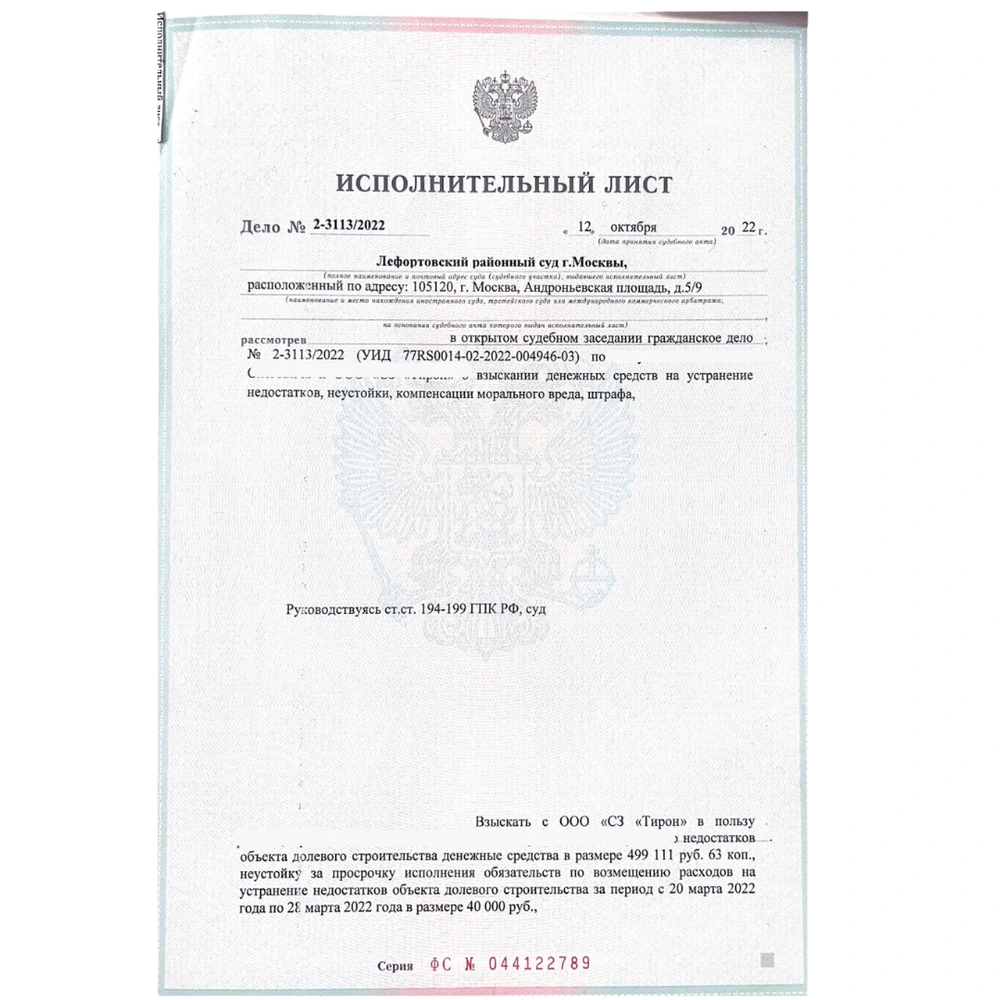 Исполнительный лист
ИСПОЛНИТЕЛЬНЫЙ ЛИСТ
Дело № 2-3113/2022 „ 12 „ октября 20 22 г.
(дата принятия судебного акта)
Лефортовский районный суд г.Москвы,
(полное наименование и почтовый адрес суда (судебного участка), выдавшего исполнительный лист)
расположенный по адресу: 105120, г. Москва, Андроньевская площадь, д.5/9
(наименование и место нахождения иностранного суда, третейского суда или международного коммерческого арбитража,
на основании судебного акта которого выдан исполнительный лист)
рассмотрев в открытом судебном заседании гражданское дело ;
№ 2-3113/2022 (УИД 77RS0014-02-2022-004946-03) по
ООО «СЗ «Тирон» о взыскании денежных средств на устранение
недостатков, неустойки, компенсации морального вреда, штрафа,
Руководствуясь ст.ст. 194-199 ГПК РФ, суд
Взыскать с ООО «СЗ «Тирон» в пользу
недостатков
объекта долевого строительства денежные средства в размере 499 111 руб. 63 коп.,
неустойку за просрочку исполнения обязательств по возмещению расходов на
устранение недостатков объекта долевого строительства за период с 20 марта 2022
года по 28 марта 2022 года в размере 40 000 руб.,
Серия ФС № 044122789